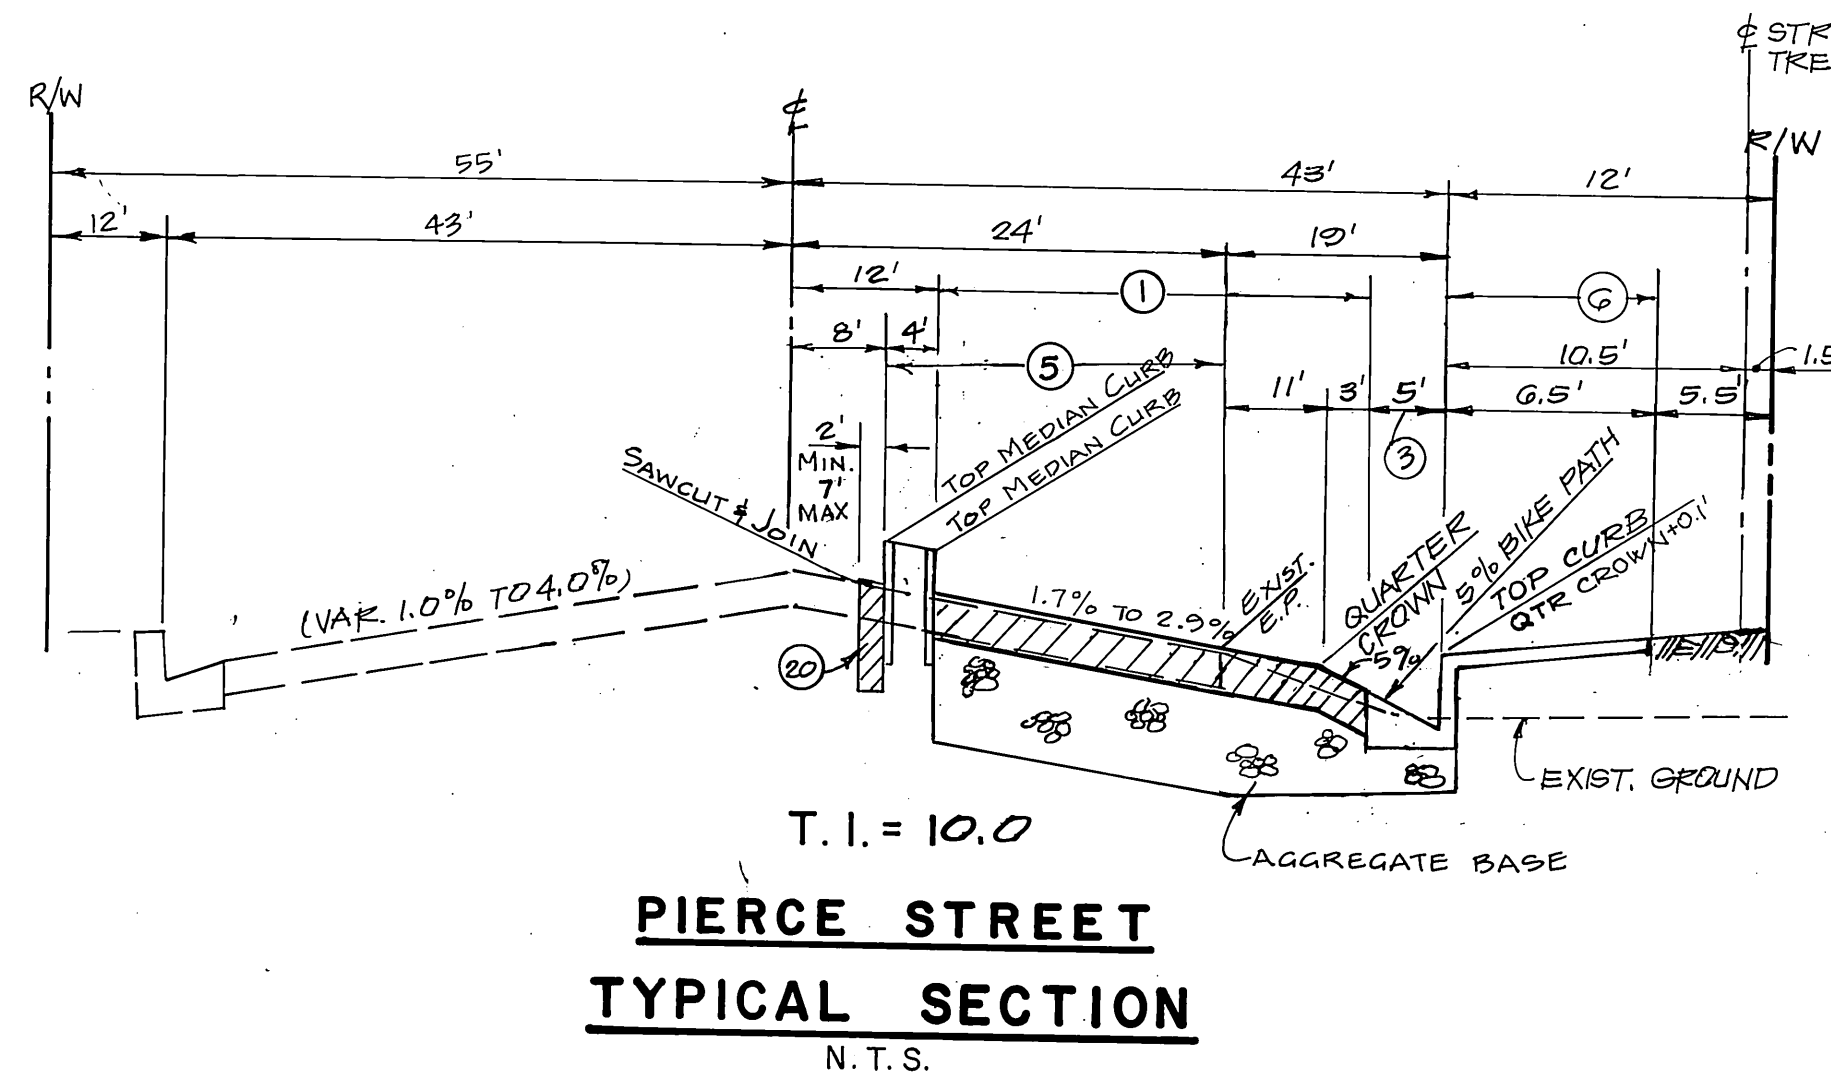 ℄ STR
TRE
R/W
℄
R/W
55'
43'
12'
12'
43'
24'
19'
12'
1
6
8'
4'
5
10.5'
1.5
11'
3'
5'
6.5'
5.5'
3
2'
MIN.
7'
MAX
SAWCUT & JOIN
TOP MEDIAN CURB
TOP MEDIAN CURB
(VAR. 1.0% TO 4.0%)
1.7% TO 2.9%
EXIST.
E.P.
QUARTER
CROWN
5%
5% BIKE PATH
TOP CURB
QTR CROWN+0.1'
20
EXIST. GROUND
AGGREGATE BASE
T. I. = 10.0
PIERCE STREET
TYPICAL SECTION
N. T. S.